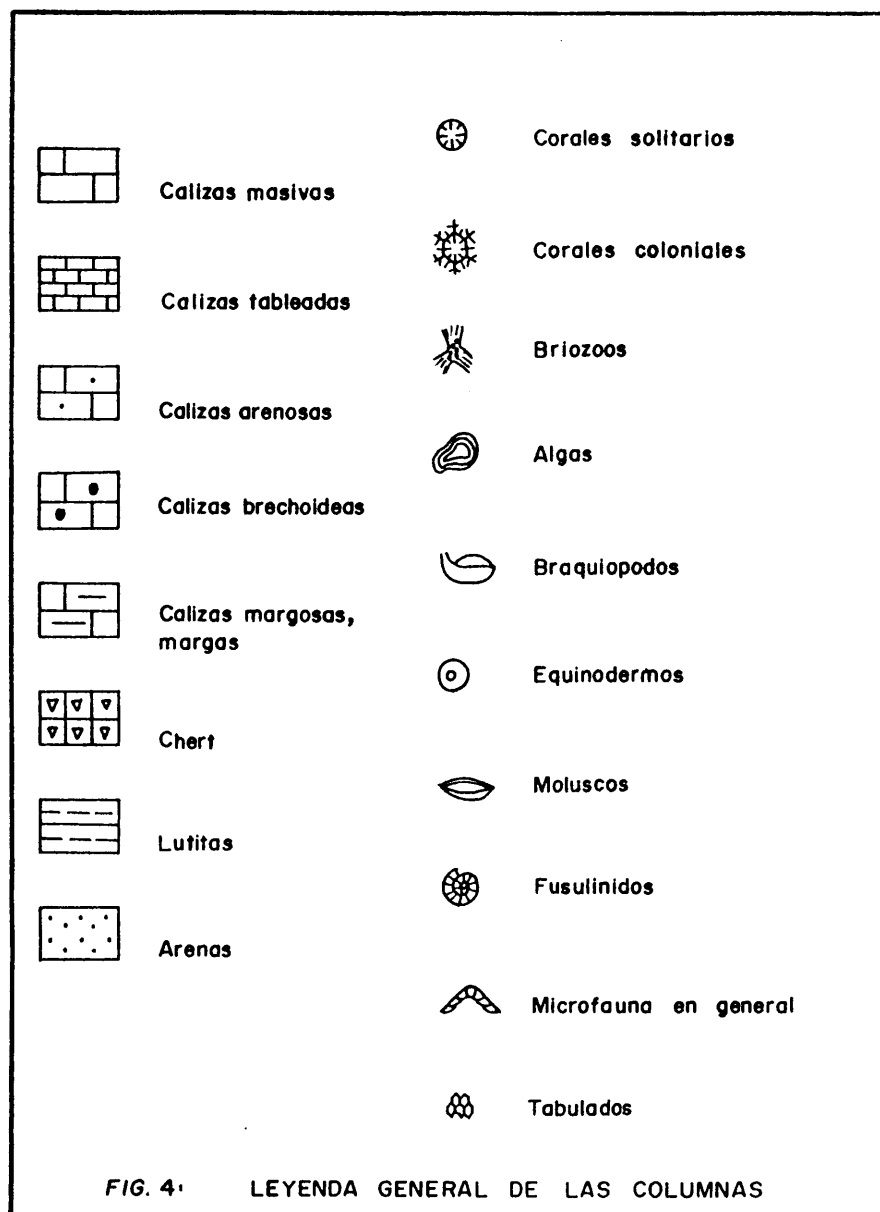 Calizas masivas
Calizas tableadas
Calizas arenosas
Calizas brechoideas
Calizas margosas,
margas
Chert
Lutitas
Arenas
Corales solitarios
Corales coloniales
Briozoos
Algas
Braquiopodos
Equinodermos
Moluscos
Fusulinidos
Microfauna en general
Tabulados
FIG. 4: LEYENDA GENERAL DE LAS COLUMNAS